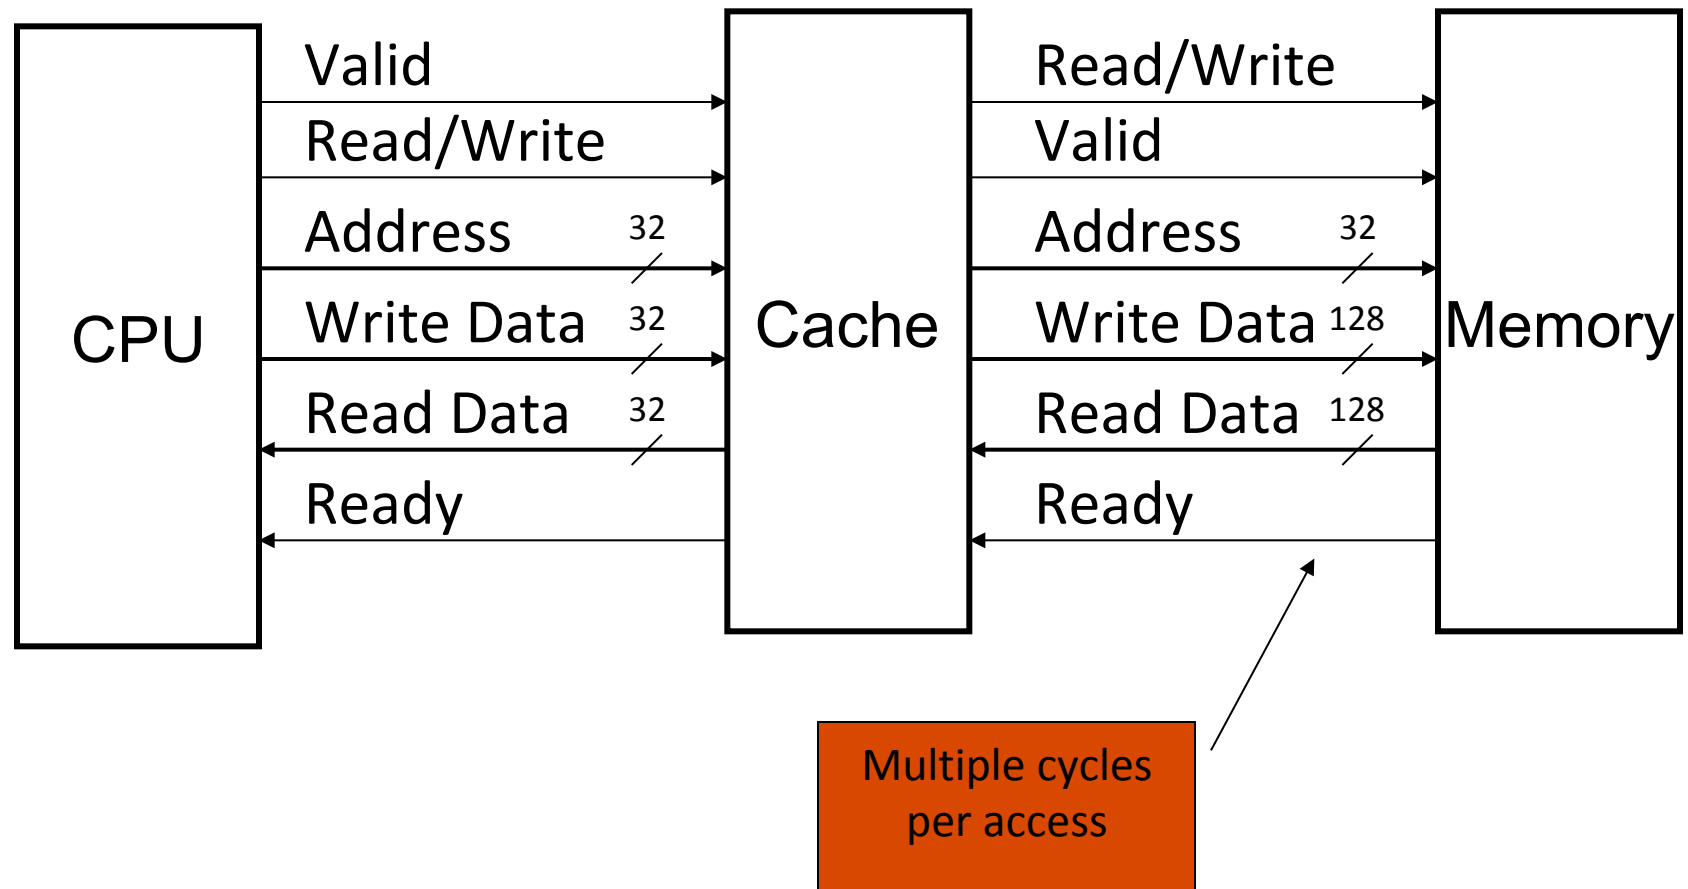 Valid
Read/Write
Read/Write
Valid
Address 32
Address 32
CPU
Write Data 32
Cache
Write Data 128
Memory
Read Data 32
Read Data 128
Ready
Ready
Multiple cycles
per access